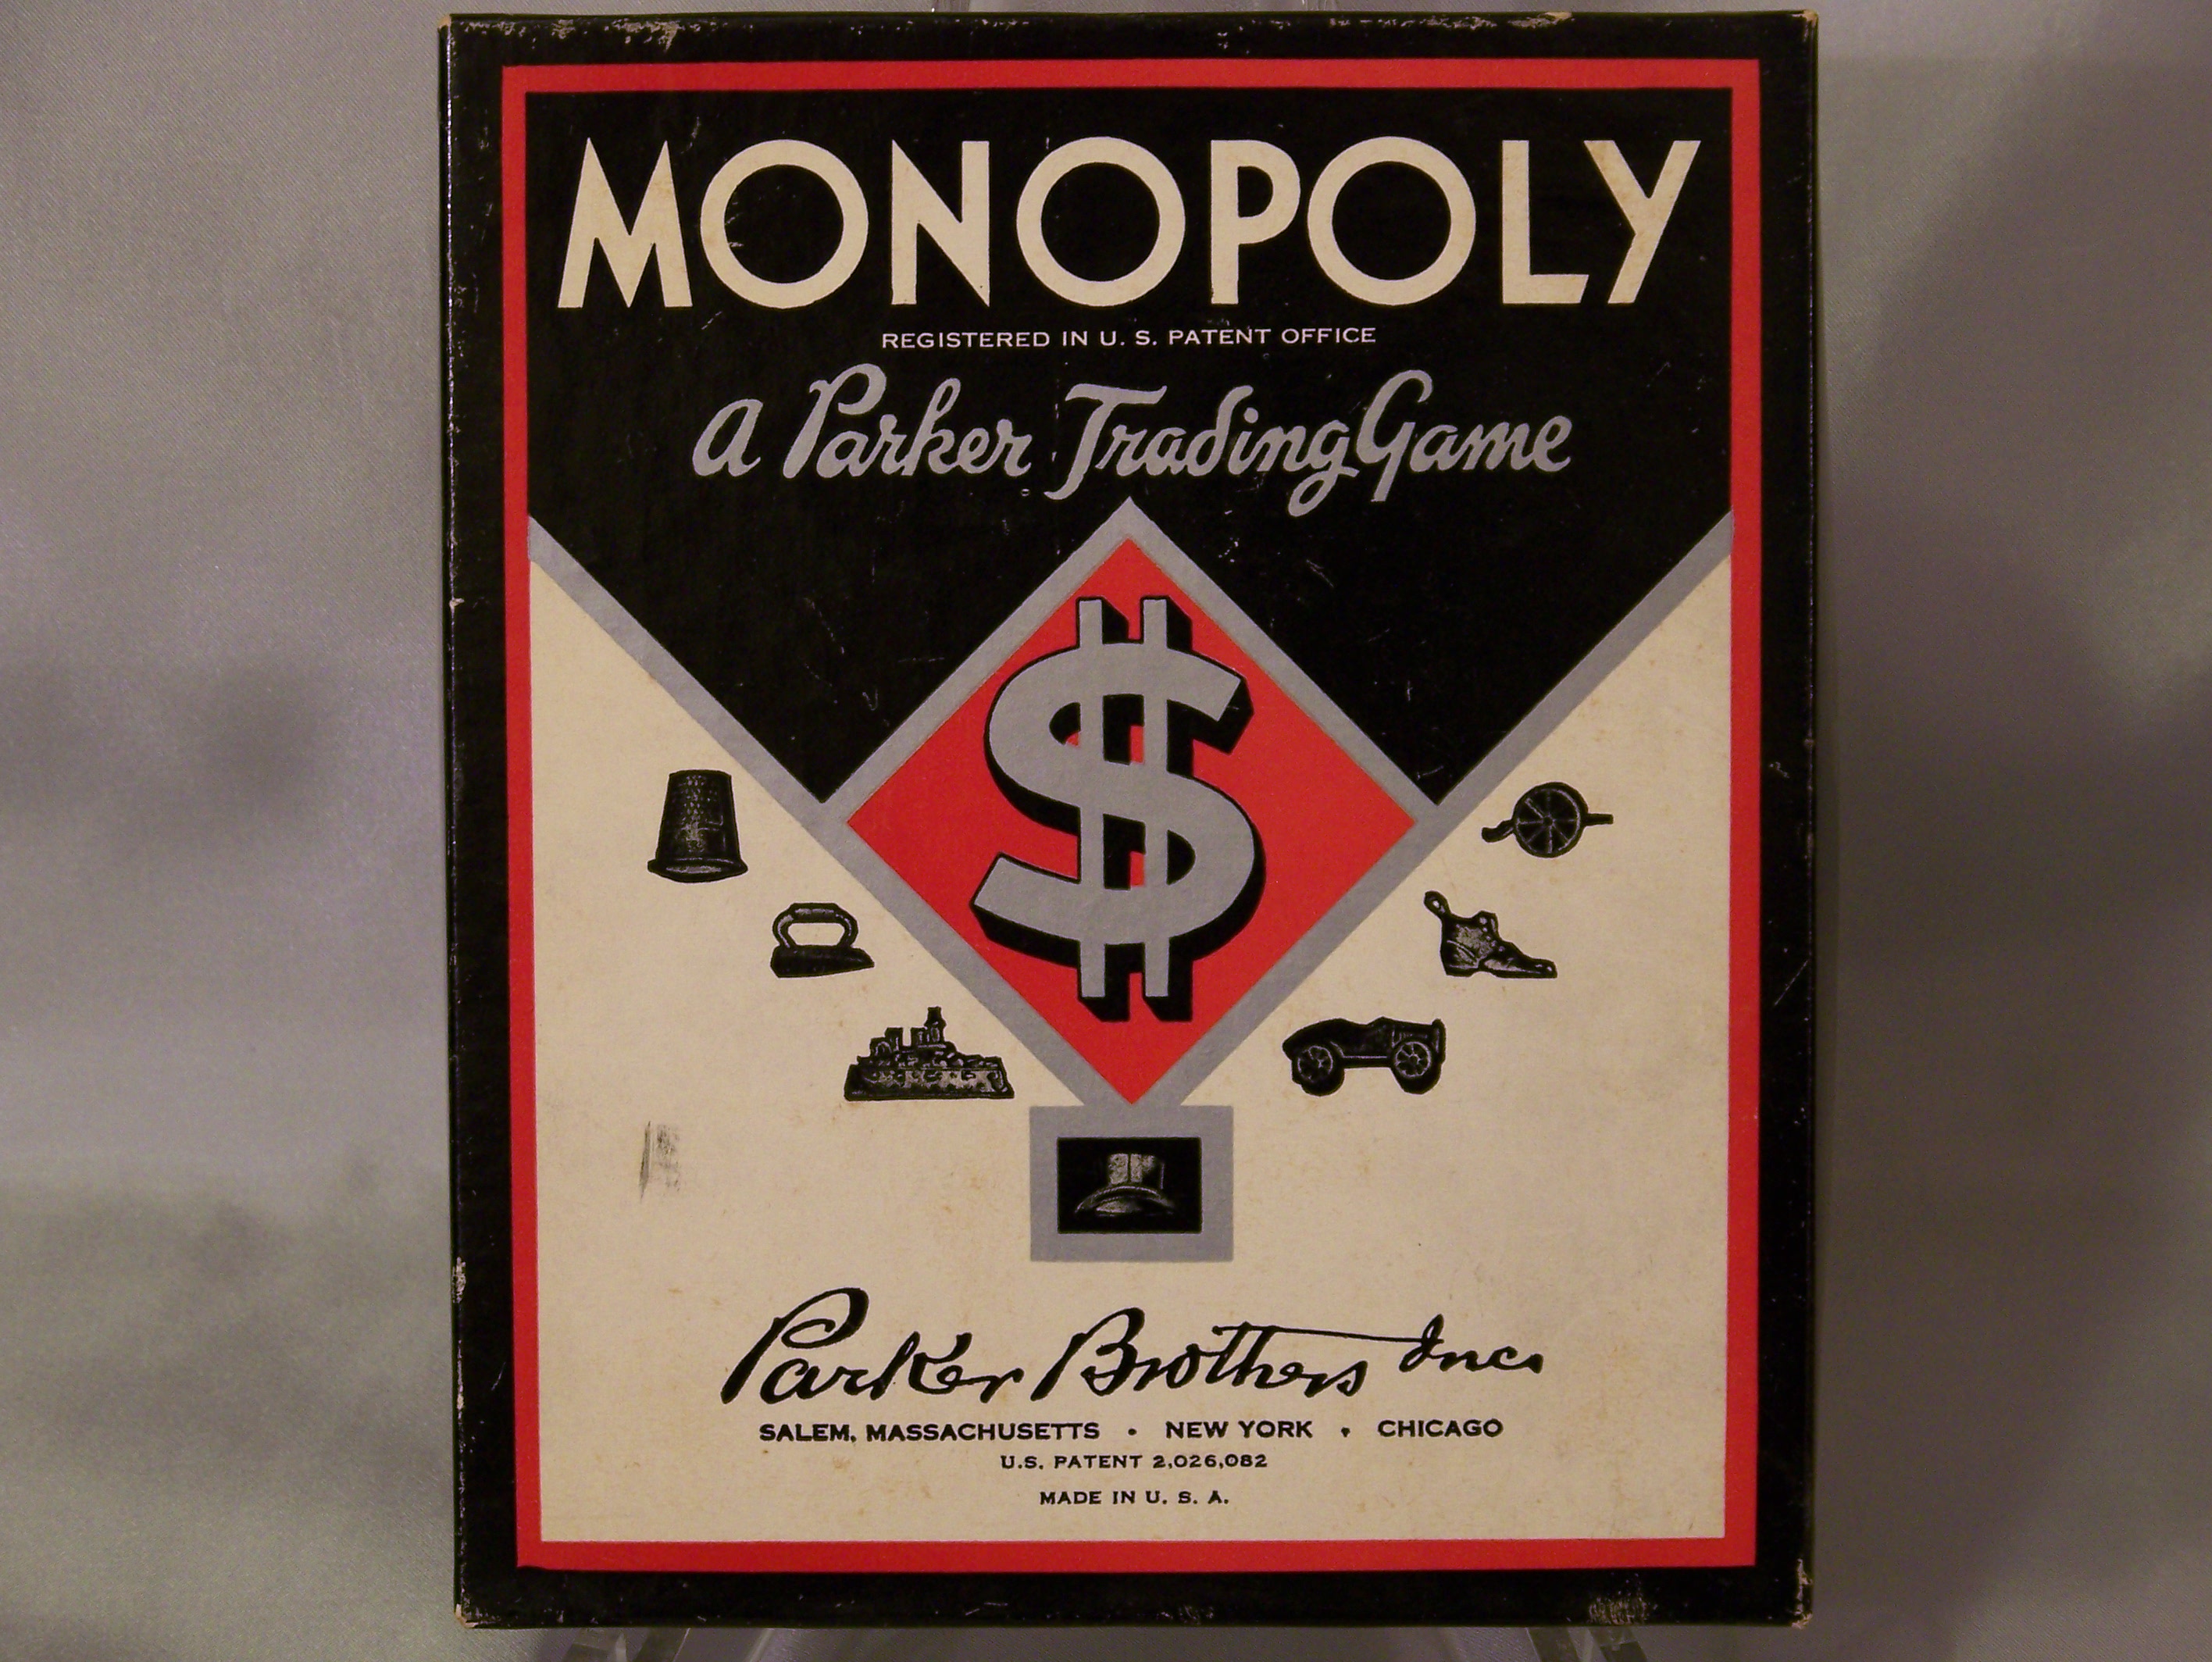 MONOPOLY
REGISTERED IN U. S. PATENT OFFICE
A Parker Trading Game
$
Parker Brothers Inc.
SALEM, MASSACHUSETTS • NEW YORK • CHICAGO
U.S. PATENT 2,026,082
MADE IN U. S. A.